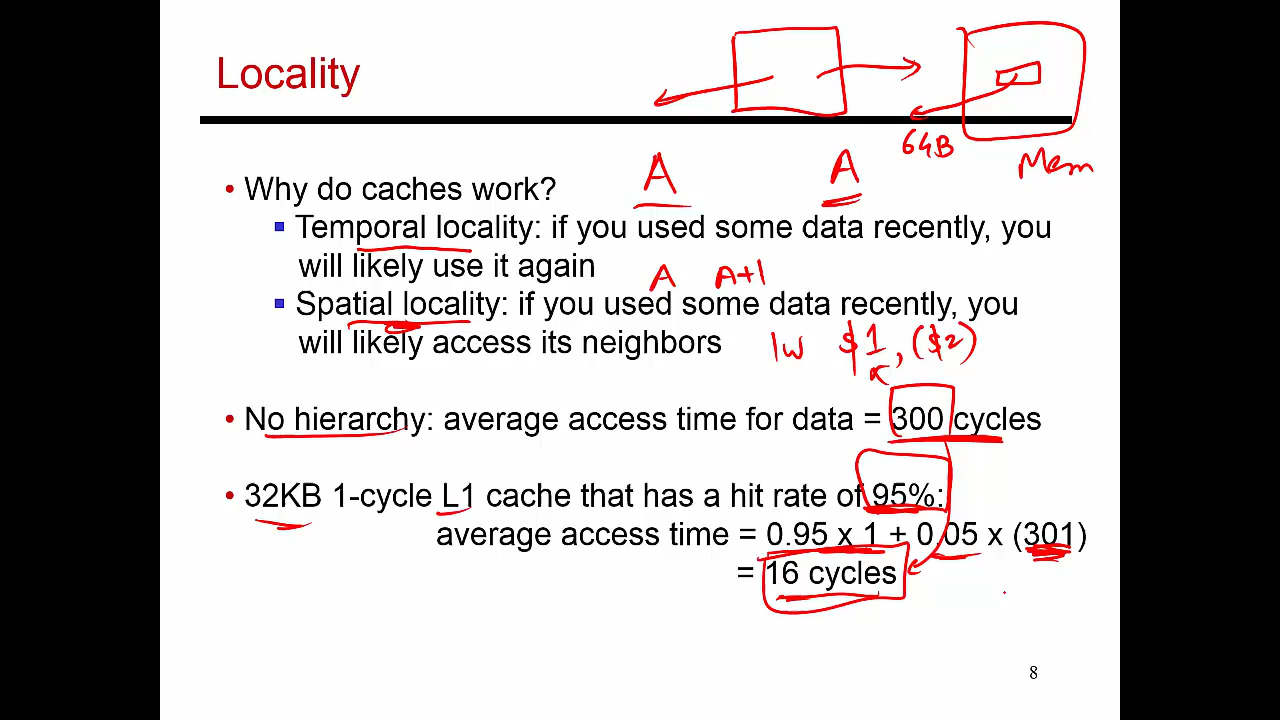 Locality
64B
Mem
• Why do caches work?
A A
▪ Temporal locality: if you used some data recently, you
will likely use it again
A A+1
▪ Spatial locality: if you used some data recently, you
will likely access its neighbors
lw $1, ($2)
• No hierarchy: average access time for data = 300 cycles
• 32KB 1-cycle L1 cache that has a hit rate of 95%:
average access time = 0.95 x 1 + 0.05 x (301)
= 16 cycles
8